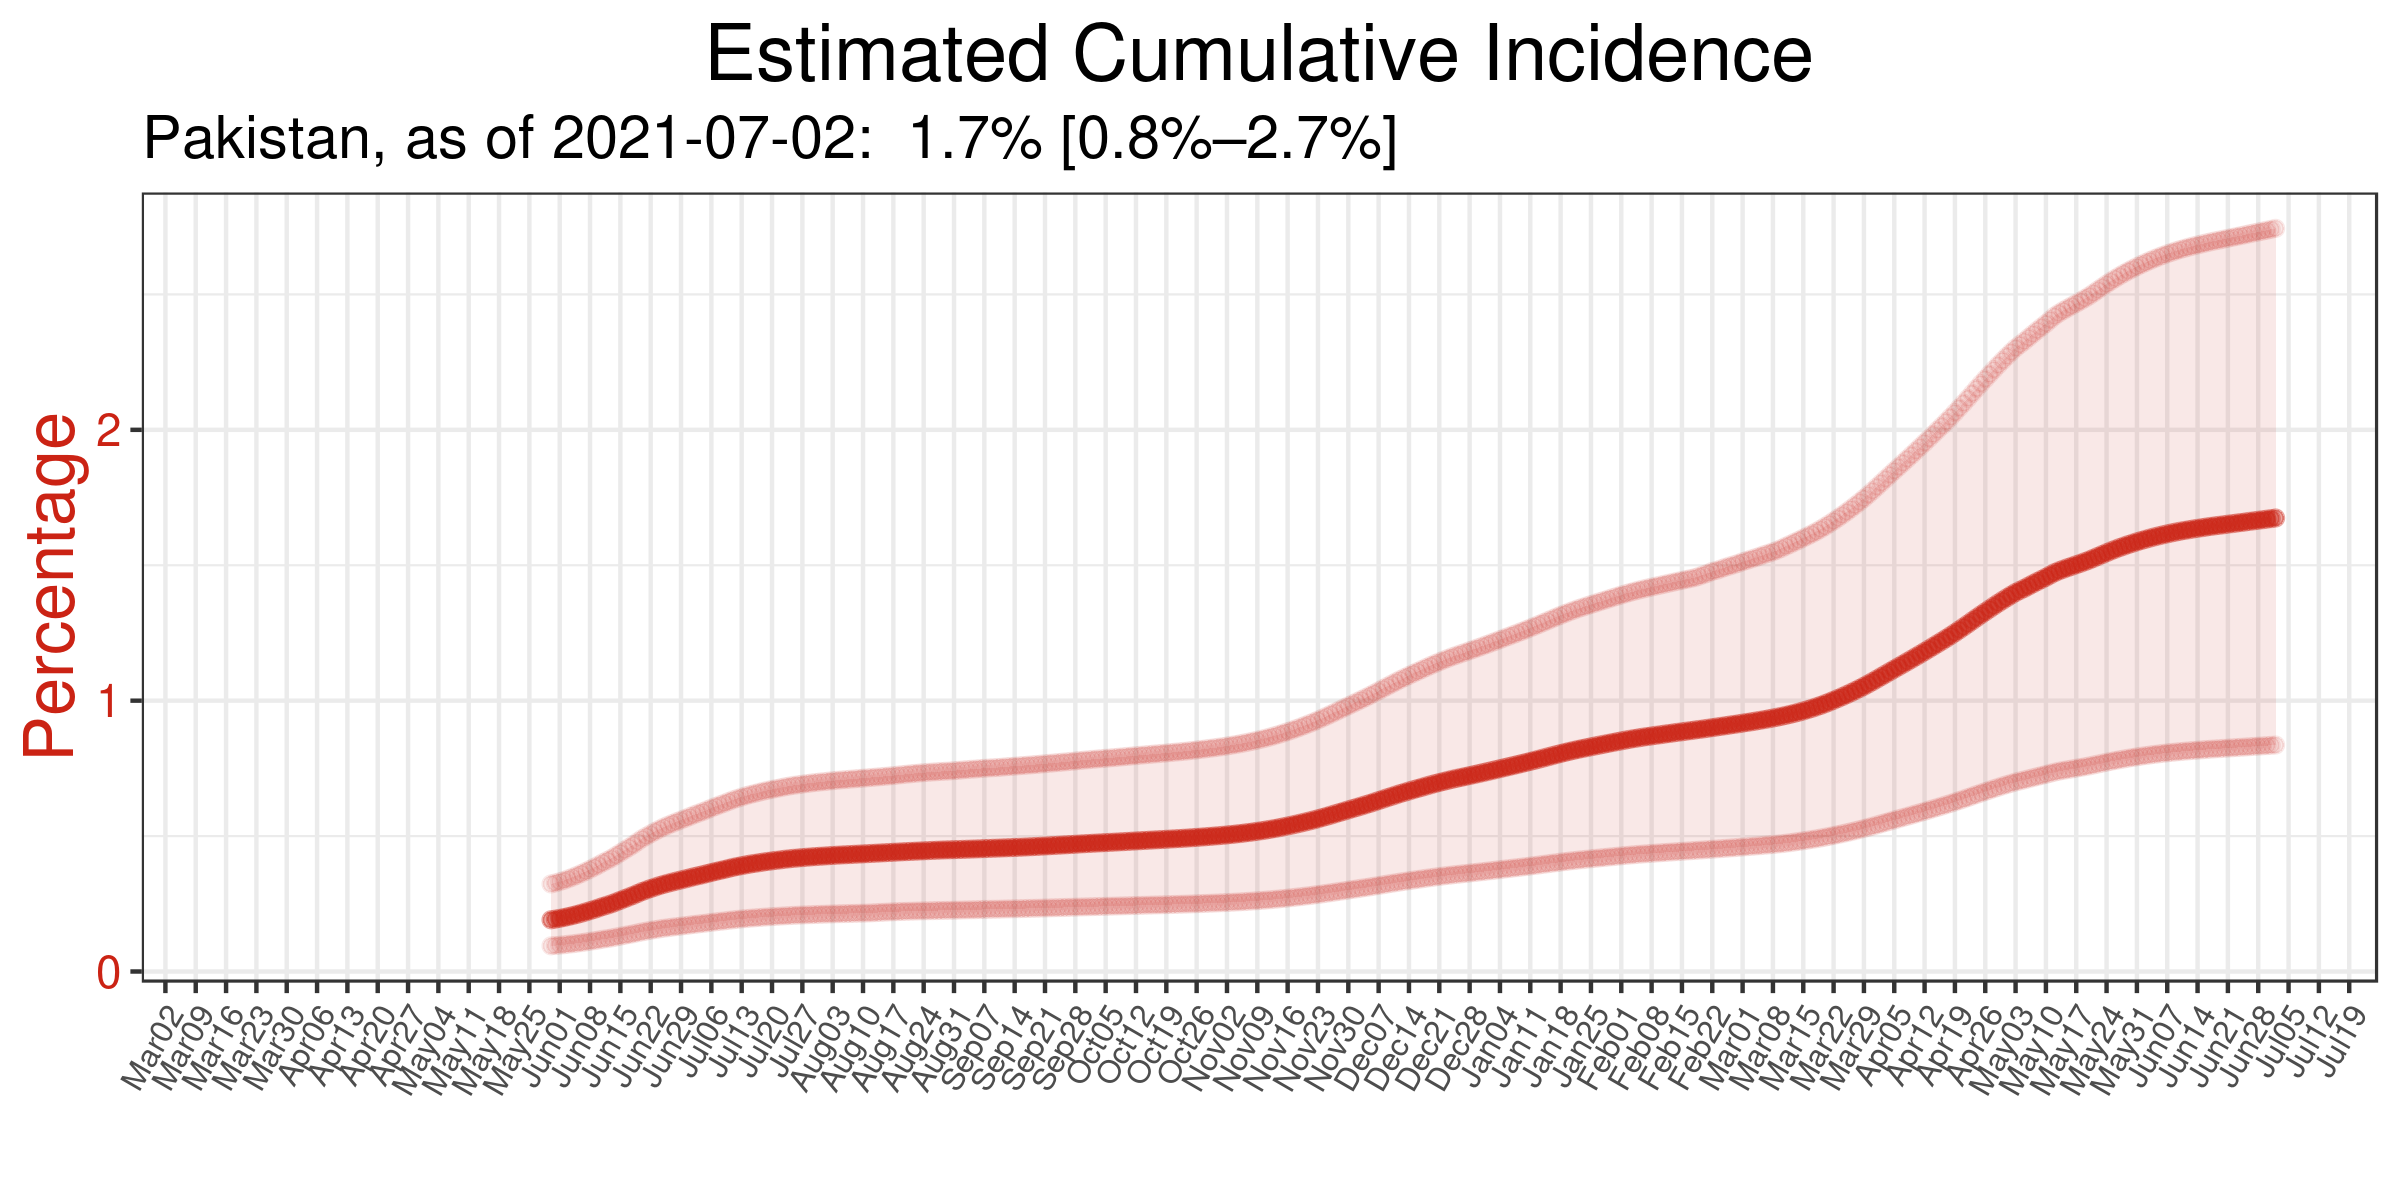 Estimated Cumulative Incidence
Pakistan, as of 2021-07-02:  1.7% [0.8%–2.7%]
Percentage
2
1
0
Mar02
Mar09
Mar16
Mar23
Mar30
Apr06
Apr13
Apr20
Apr27
May04
May11
May18
May25
Jun01
Jun08
Jun15
Jun22
Jun29
Jul06
Jul13
Jul20
Jul27
Aug03
Aug10
Aug17
Aug24
Aug31
Sep07
Sep14
Sep21
Sep28
Oct05
Oct12
Oct19
Oct26
Nov02
Nov09
Nov16
Nov23
Nov30
Dec07
Dec14
Dec21
Dec28
Jan04
Jan11
Jan18
Jan25
Feb01
Feb08
Feb15
Feb22
Mar01
Mar08
Mar15
Mar22
Mar29
Apr05
Apr12
Apr19
Apr26
May03
May10
May17
May24
May31
Jun07
Jun14
Jun21
Jun28
Jul05
Jul12
Jul19